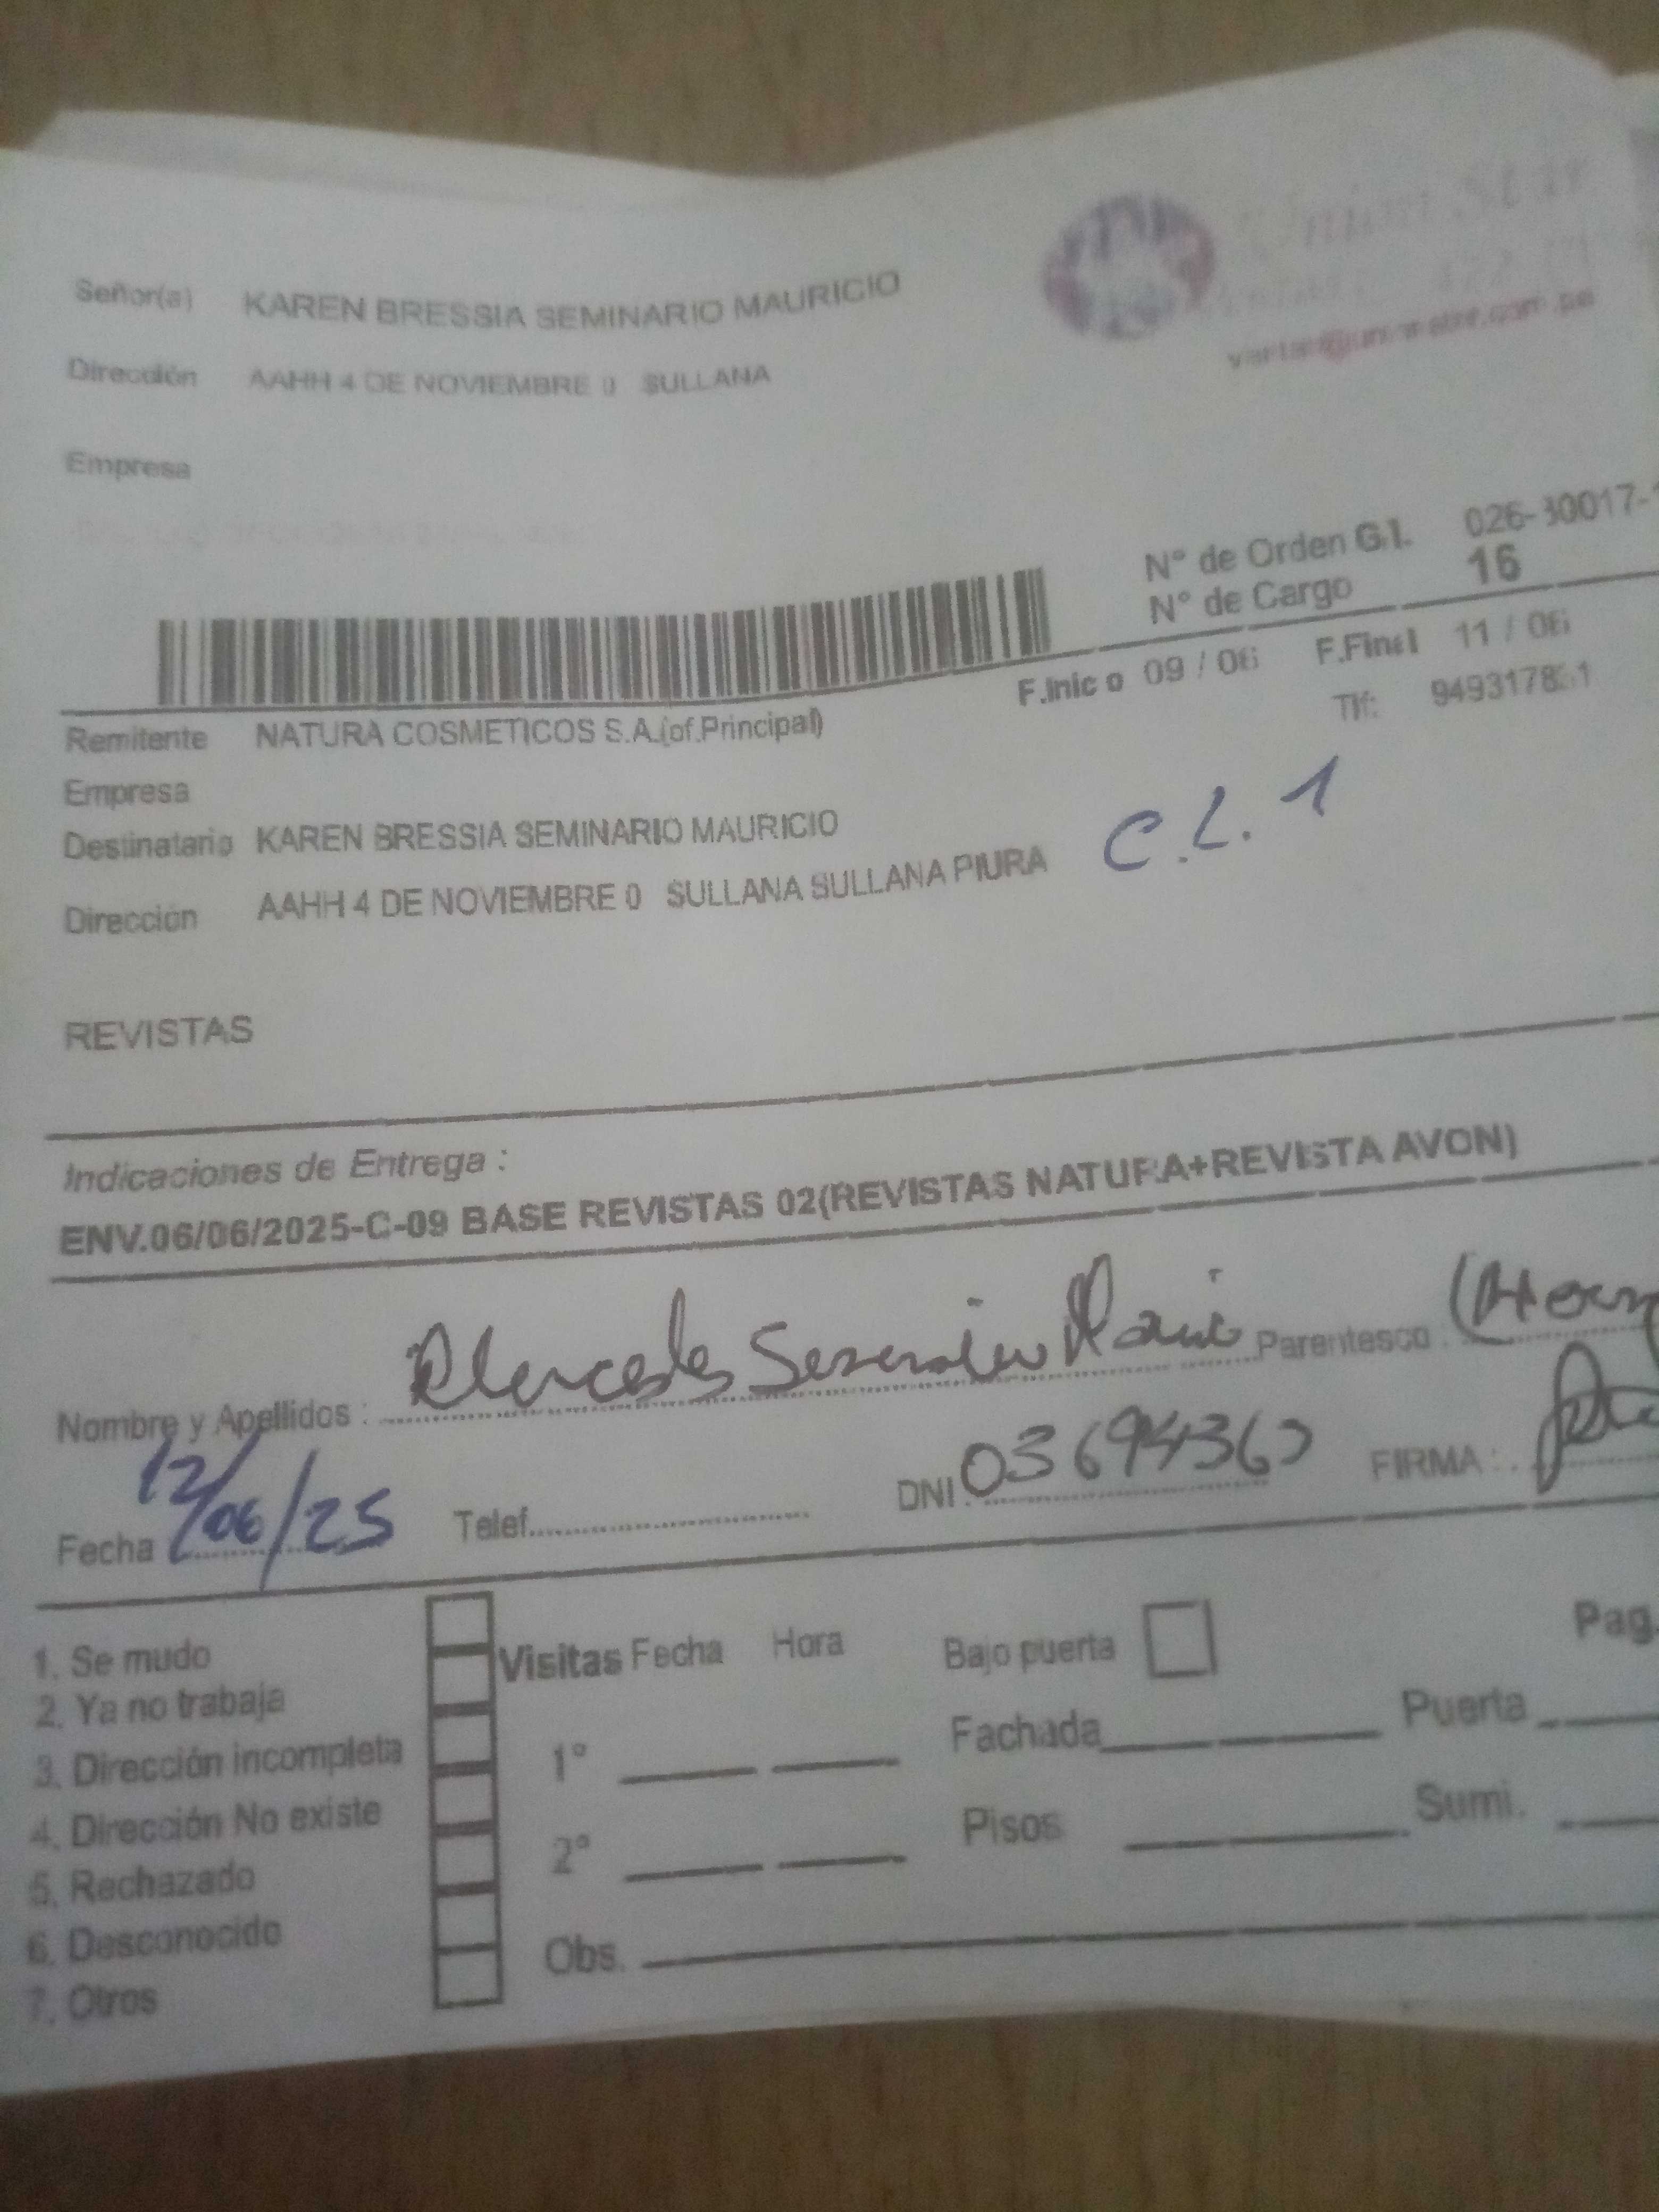 Señor(a) KAREN BRESSIA SEMINARIO MAURICIO
Dirección AAHH 4 DE NOVIEMBRE 0 SULLANA
Empresa
N° de Orden G.I. 026-30017-
N° de Cargo 16
F.Inicio 09 / 06 F.Final 11 / 06
Remitente NATURA COSMETICOS S.A.(of.Principal)
Tlf:
Empresa
Destinatario KAREN BRESSIA SEMINARIO MAURICIO
C.L. 1
Dirección AAHH 4 DE NOVIEMBRE 0 SULLANA SULLANA PIURA
REVISTAS
Indicaciones de Entrega :
ENV.06/06/2025-C-09 BASE REVISTAS 02(REVISTAS NATURA+REVISTA AVON)
Nombre y Apellidos : Mercedes Parentesco :
Fecha 12/06/25 Telef. DNI. FIRMA :
1. Se mudo
2. Ya no trabaja
3. Dirección incompleta
4. Dirección No existe
5. Rechazado
6. Desconocido
7. Otros
Visitas Fecha Hora
1°
2°
Obs.
Bajo puerta
Fachada
Pisos
Pag.
Puerta
Sumi.